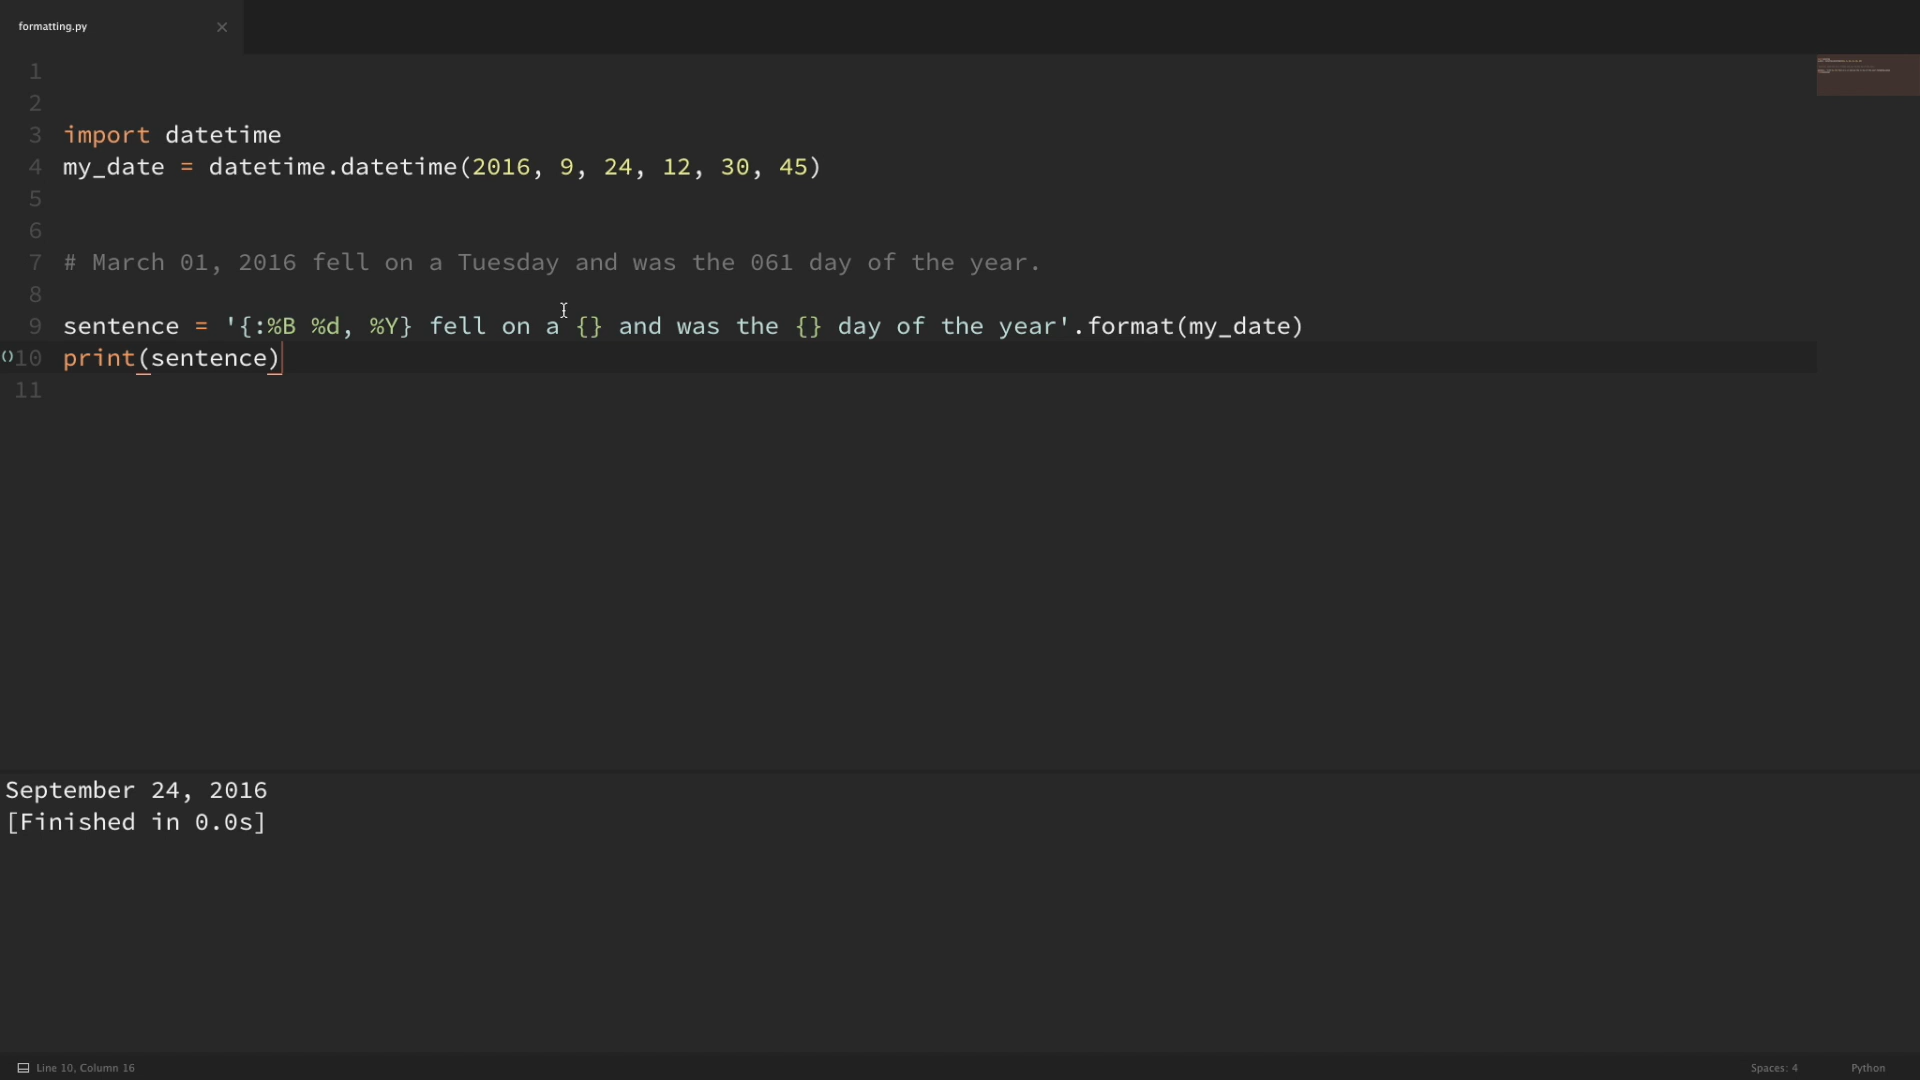 formatting.py ×
1
2
3 import datetime
4 my_date = datetime.datetime(2016, 9, 24, 12, 30, 45)
5
6
7 # March 01, 2016 fell on a Tuesday and was the 061 day of the year.
8
9 sentence = '{:%B %d, %Y} fell on a {} and was the {} day of the year'.format(my_date)
()10 print(sentence)
11
September 24, 2016
[Finished in 0.0s]
Line 10, Column 16 Spaces: 4 Python